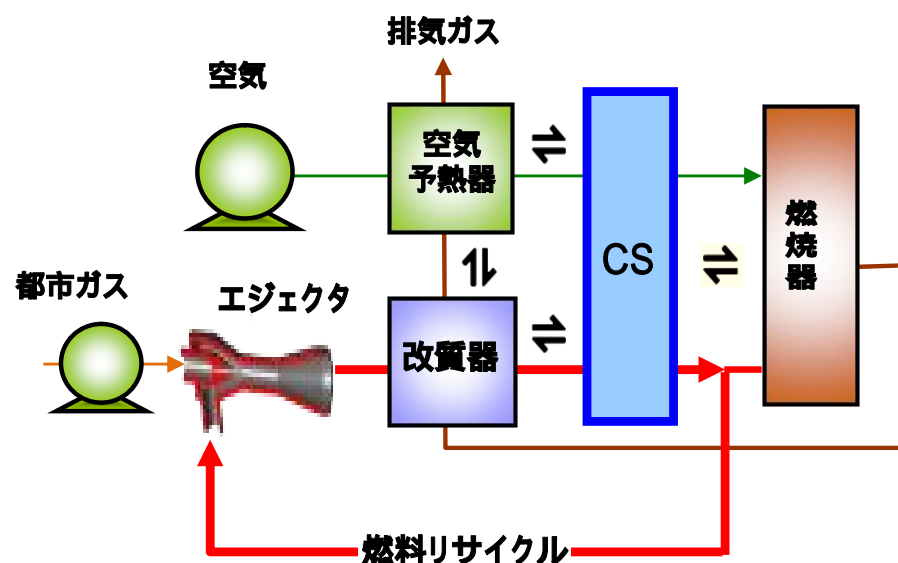 排気ガス
空気
空気
予熱器
CS
燃
焼
器
都市ガス
エジェクタ
改質器
燃料リサイクル